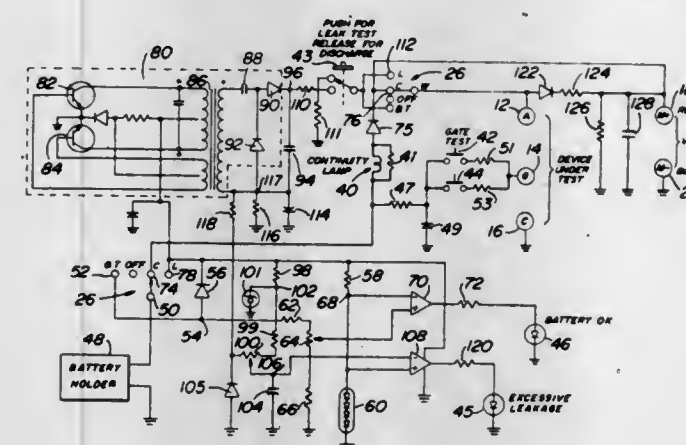 PUSH FOR
LEAK TEST
RELEASE FOR
DISCHARGE
80
43
88
112
82
86
96
L
26
C
W
122
124
OFF
BT
90
110
12
A
126
128
M+
111
76
75
GATE
TEST
42
51
14
92
84
41
CONTINUITY
LAMP
40
94
44
G
DEVICE
UNDER
TEST
117
47
53
118
116
114
49
C
16
52
BT
OFF
C
L
78
56
101
98
58
70
72
26
74
102
68
50
62
BATTERY OK
54
99
64
108
46
48
100
120
106
BATTERY
HOLDER
105
104
66
60
45
EXCESSIVE
LEAKAGE